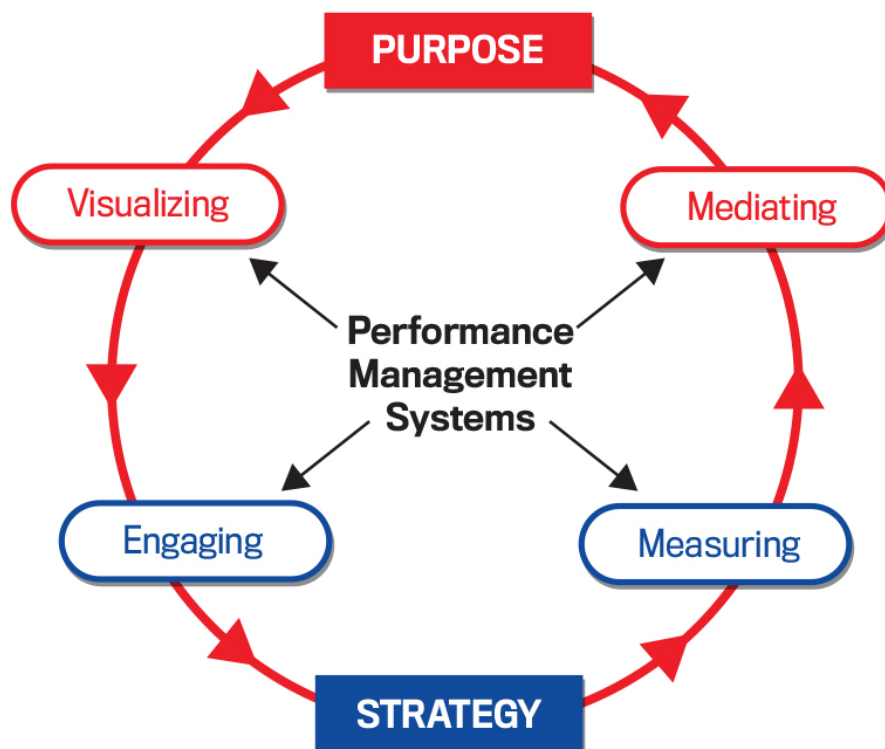 PURPOSE
Visualizing
Mediating
Performance
Management
Systems
Engaging
Measuring
STRATEGY